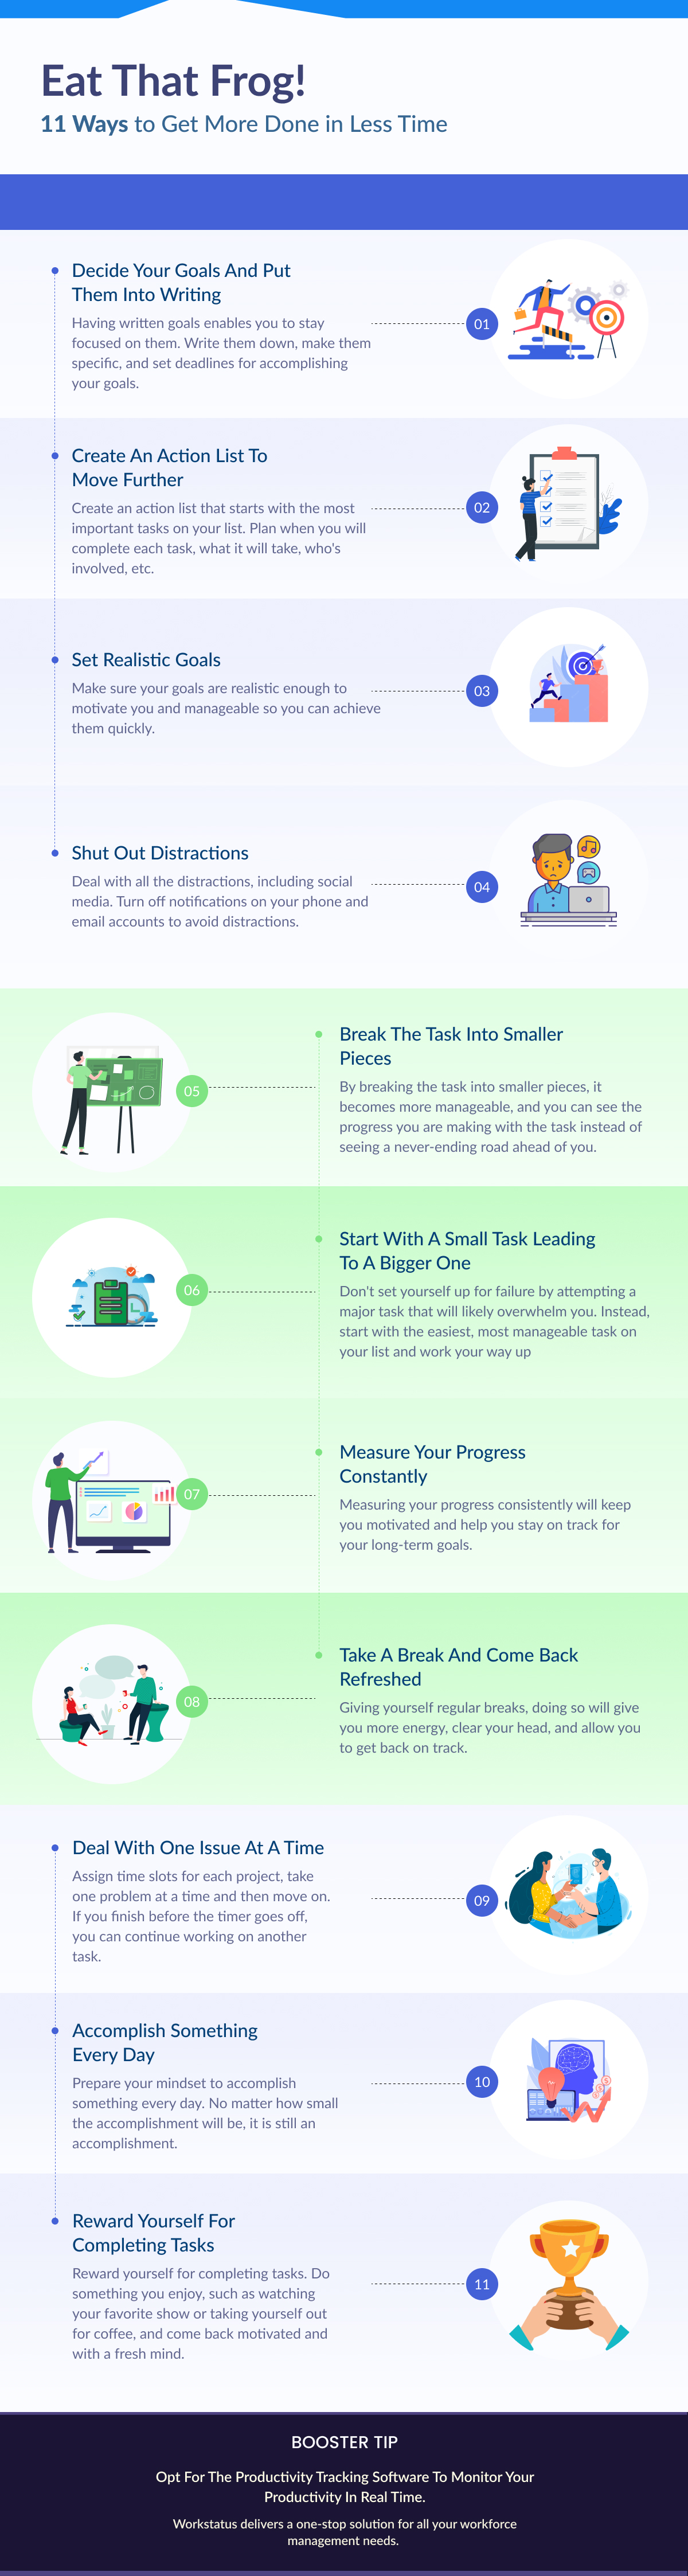 Eat That Frog!
11 Ways to Get More Done in Less Time
Decide Your Goals And Put
Them Into Writing
Having written goals enables you to stay
focused on them. Write them down, make them
specific, and set deadlines for accomplishing
your goals.
01
Create An Action List To
Move Further
Create an action list that starts with the most
important tasks on your list. Plan when you will
complete each task, what it will take, who's
involved, etc.
02
Set Realistic Goals
Make sure your goals are realistic enough to
motivate you and manageable so you can achieve
them quickly.
03
Shut Out Distractions
Deal with all the distractions, including social
media. Turn off notifications on your phone and
email accounts to avoid distractions.
04
05
Break The Task Into Smaller
Pieces
By breaking the task into smaller pieces, it
becomes more manageable, and you can see the
progress you are making with the task instead of
seeing a never-ending road ahead of you.
06
Start With A Small Task Leading
To A Bigger One
Don't set yourself up for failure by attempting a
major task that will likely overwhelm you. Instead,
start with the easiest, most manageable task on
your list and work your way up
07
Measure Your Progress
Constantly
Measuring your progress consistently will keep
you motivated and help you stay on track for
your long-term goals.
08
Take A Break And Come Back
Refreshed
Giving yourself regular breaks, doing so will give
you more energy, clear your head, and allow you
to get back on track.
Deal With One Issue At A Time
Assign time slots for each project, take
one problem at a time and then move on.
If you finish before the timer goes off,
you can continue working on another
task.
09
Accomplish Something
Every Day
Prepare your mindset to accomplish
something every day. No matter how small
the accomplishment will be, it is still an
accomplishment.
10
Reward Yourself For
Completing Tasks
Reward yourself for completing tasks. Do
something you enjoy, such as watching
your favorite show or taking yourself out
for coffee, and come back motivated and
with a fresh mind.
11
BOOSTER TIP
Opt For The Productivity Tracking Software To Monitor Your
Productivity In Real Time.
Workstatus delivers a one-stop solution for all your workforce
management needs.